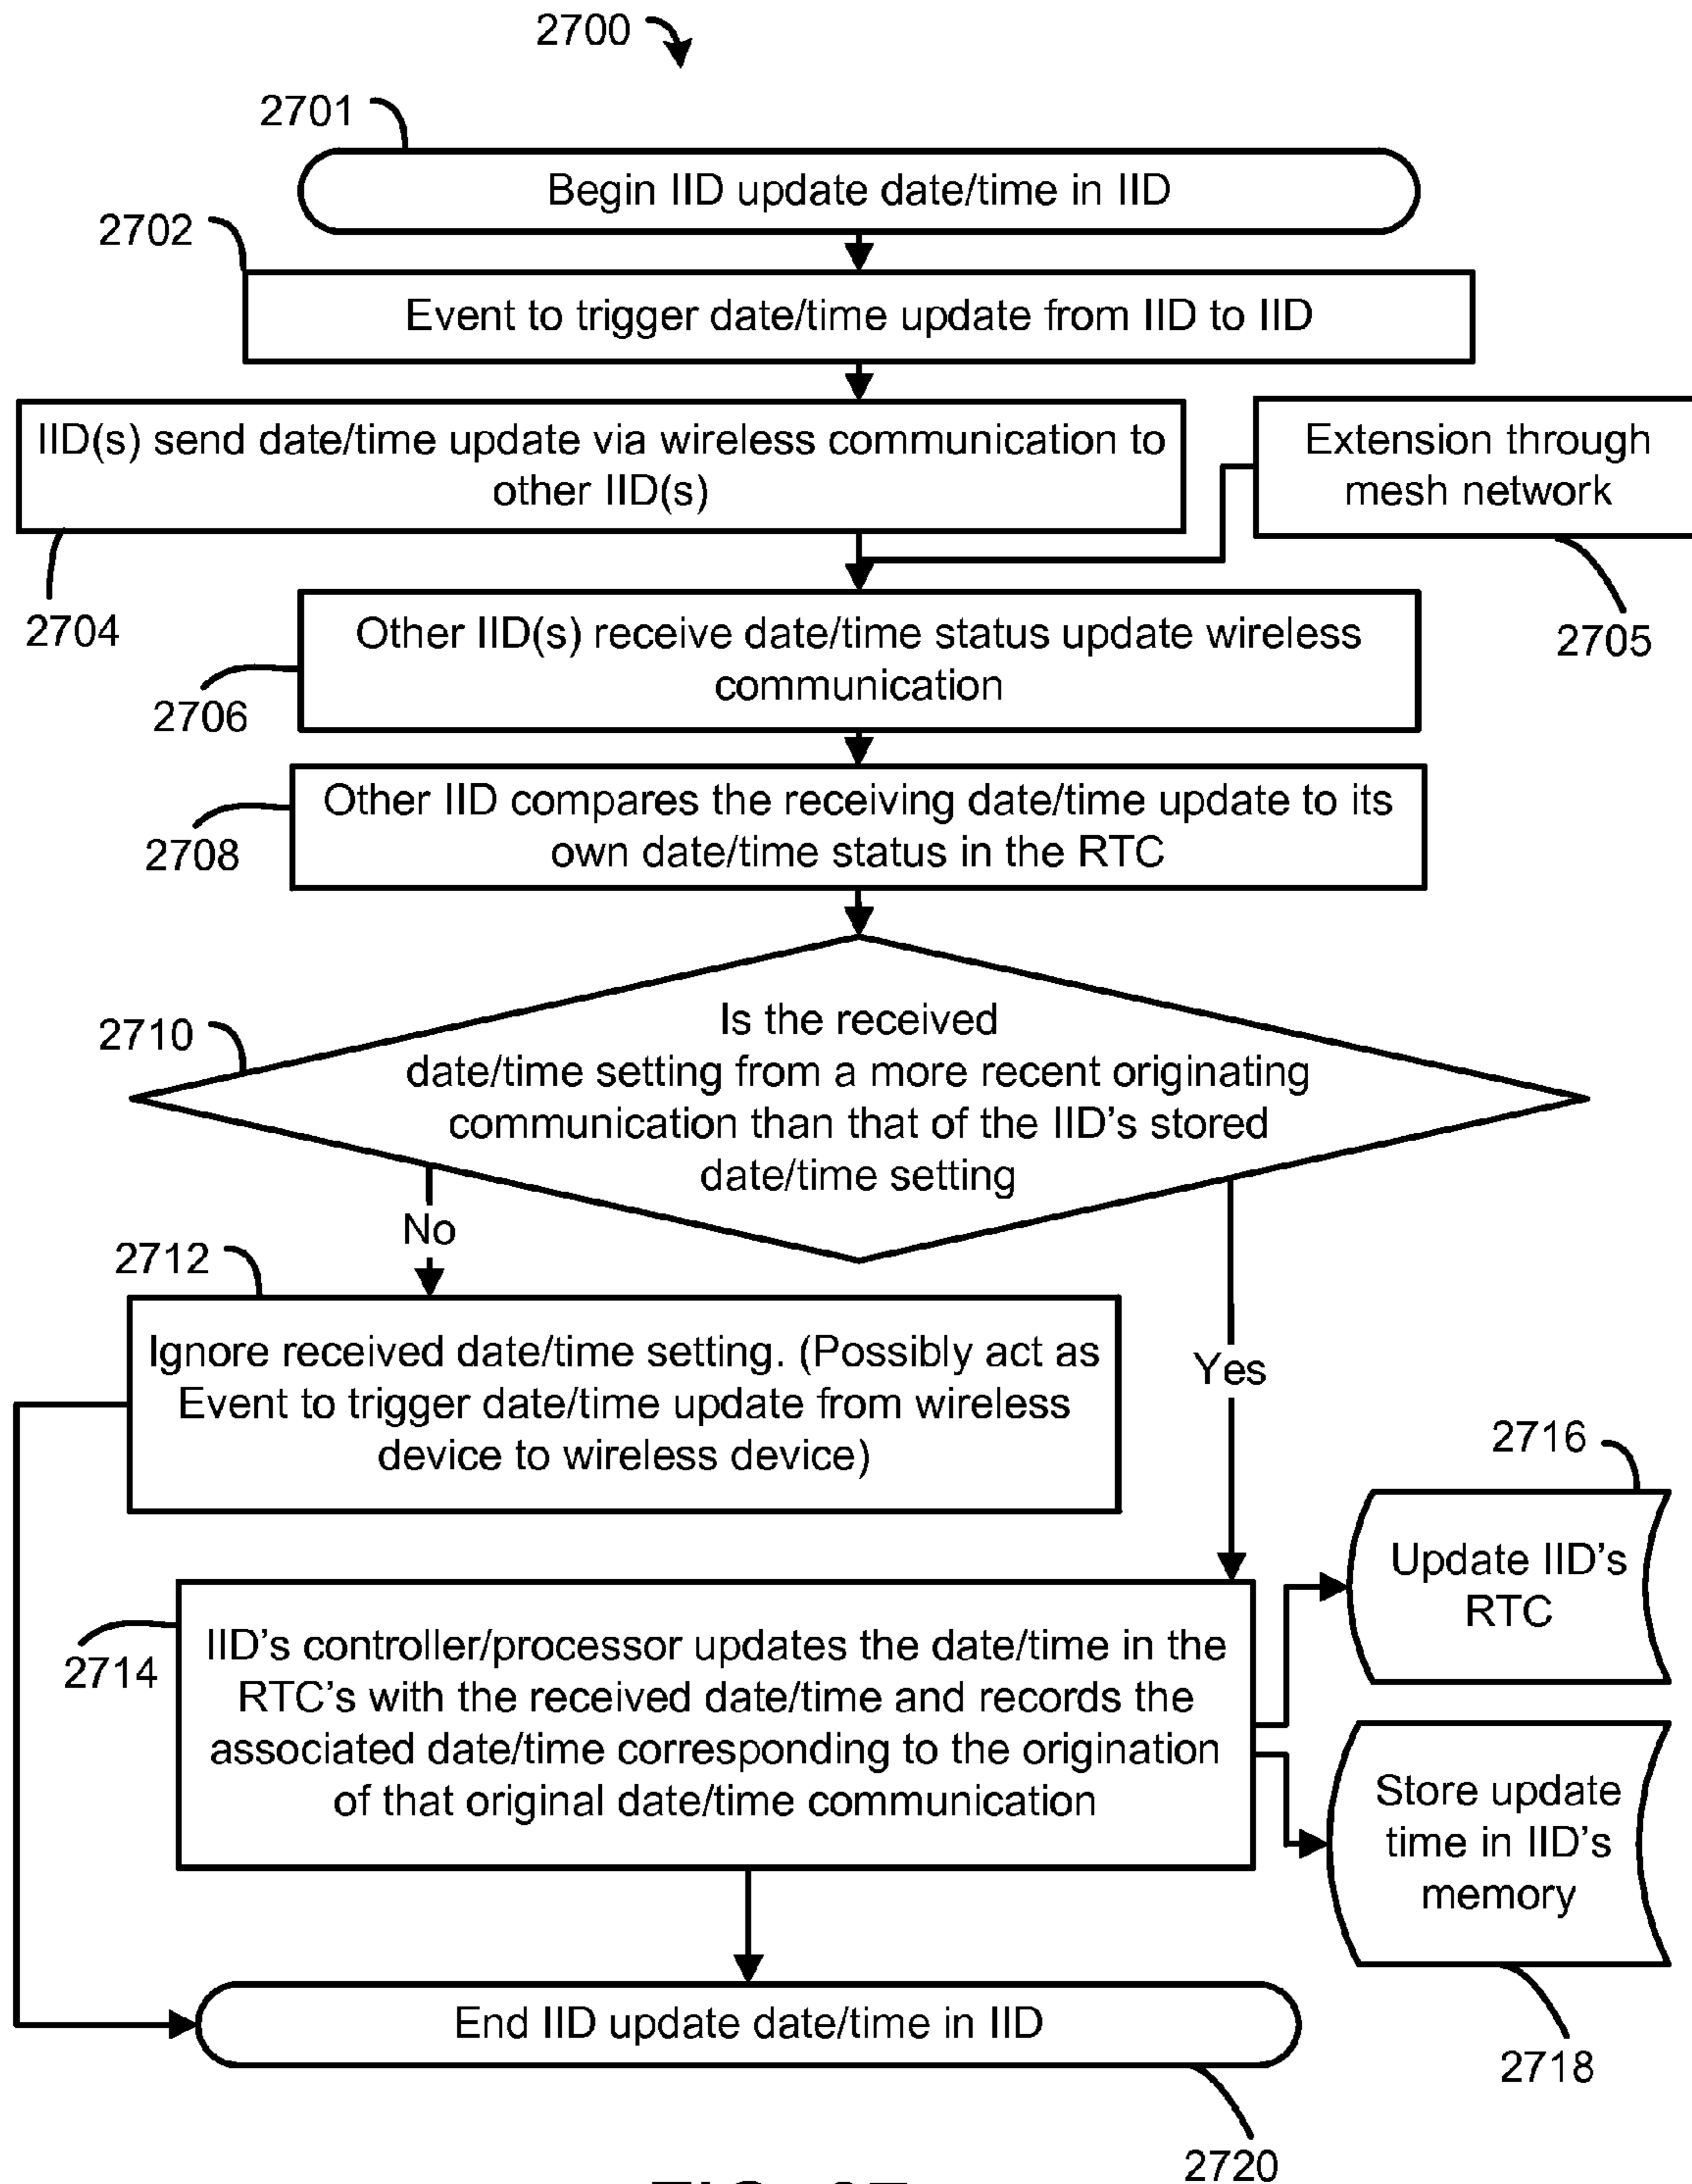 2700
2701
Begin IID update date/time in IID
2702
Event to trigger date/time update from IID to IID
IID(s) send date/time update via wireless communication to
other IID(s)
Extension through
mesh network
2704
2705
Other IID(s) receive date/time status update wireless
communication
2706
Other IID compares the receiving date/time update to its
own date/time status in the RTC
2708
2710
Is the received
date/time setting from a more recent originating
communication than that of the IID's stored
date/time setting
No
Yes
2712
Ignore received date/time setting. (Possibly act as
Event to trigger date/time update from wireless
device to wireless device)
2716
Update IID's
RTC
2714
IID's controller/processor updates the date/time in the
RTC's with the received date/time and records the
associated date/time corresponding to the origination
of that original date/time communication
Store update
time in IID's
memory
2718
End IID update date/time in IID
2720